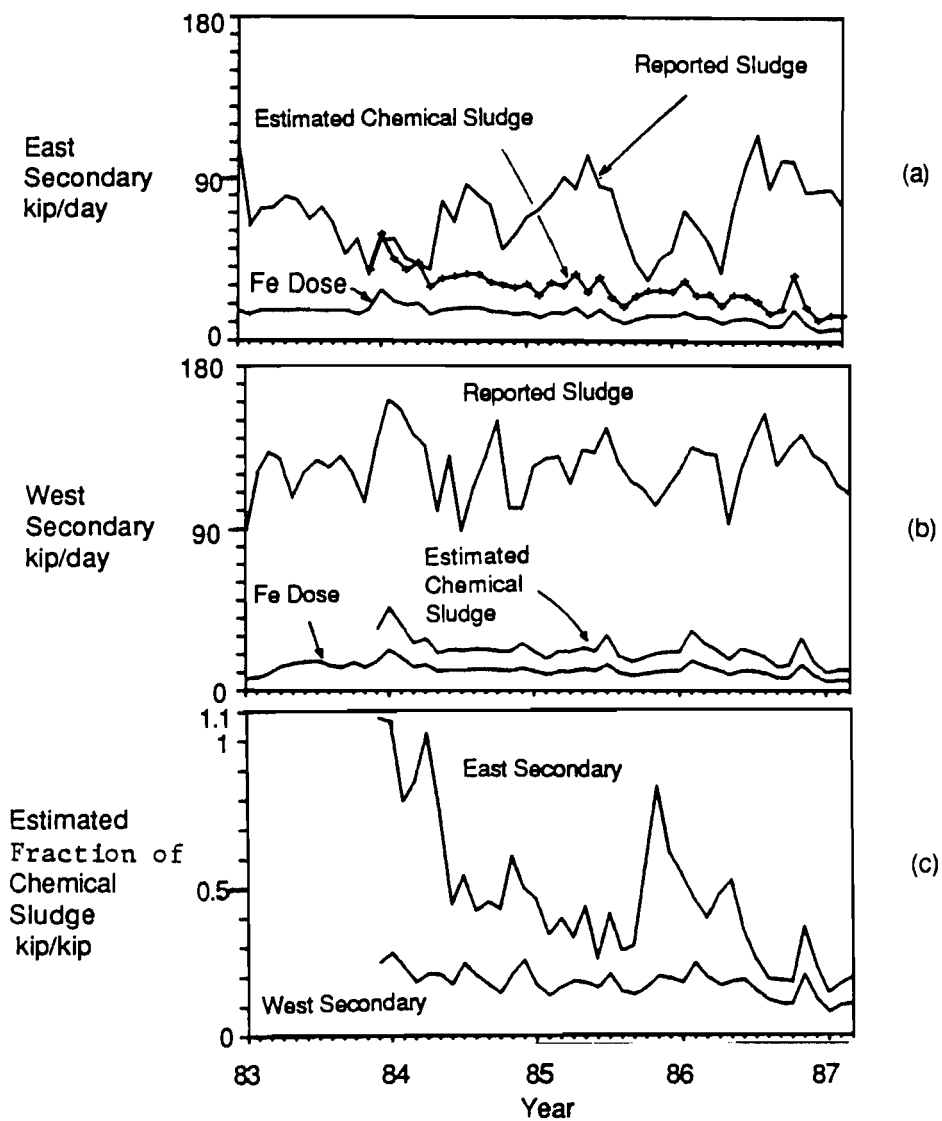 180
Reported Sludge
Estimated Chemical Sludge
East
Secondary
kip/day
90
(a)
Fe Dose
0
180
Reported Sludge
West
Secondary
kip/day
90
(b)
Estimated
Chemical
Sludge
Fe Dose
0
1.1
1
East Secondary
Estimated
Fraction of
Chemical
Sludge
kip/kip
0.5
(c)
West Secondary
0
83 84 85 86 87
Year